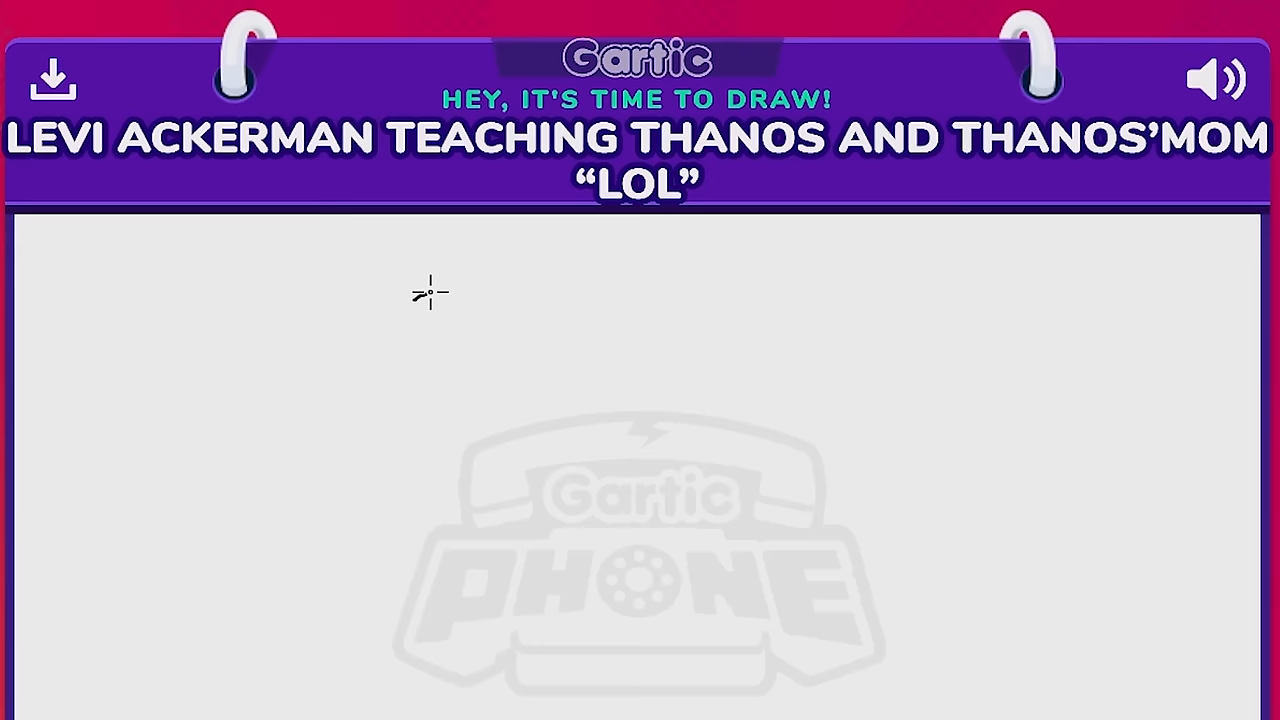 Gartic
HEY, IT'S TIME TO DRAW!
LEVI ACKERMAN TEACHING THANOS AND THANOS’MOM
“LOL”
Gartic
PHONE